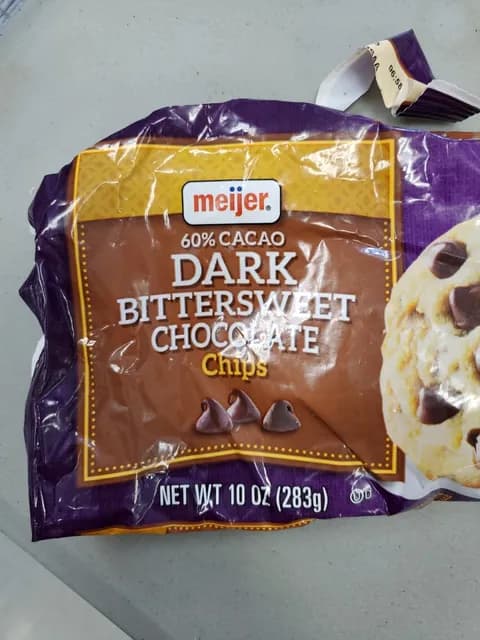 meijer.
60% CACAO
DARK
BITTERSWEET
CHOCOLATE
Chips
NET WT 10 OZ (283g)